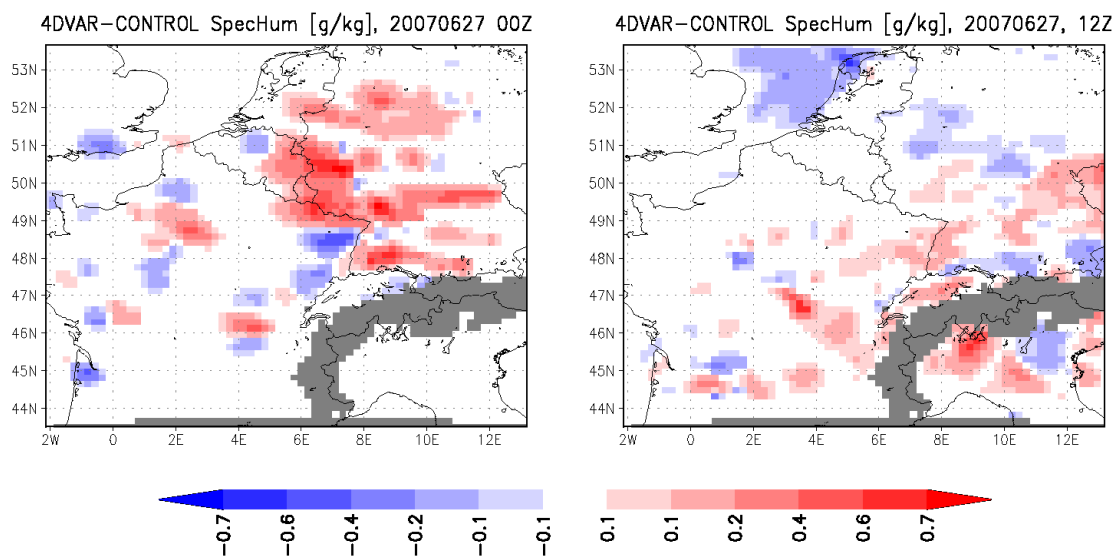 4DVAR-CONTROL SpecHum [g/kg], 20070627 00Z
4DVAR-CONTROL SpecHum [g/kg], 20070627, 12Z
53N
52N
51N
50N
49N
48N
47N
46N
45N
44N
2W 0 2E 4E 6E 8E 10E 12E
53N
52N
51N
50N
49N
48N
47N
46N
45N
44N
2W 0 2E 4E 6E 8E 10E 12E
-0.7 -0.6 -0.4 -0.2 -0.1 -0.1
0.1 0.1 0.2 0.4 0.6 0.7